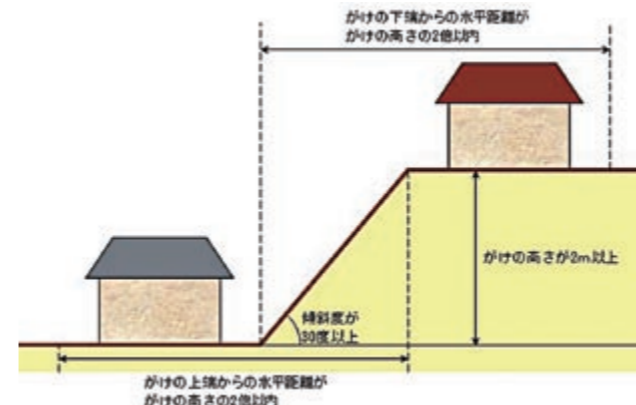 がけの下端からの水平距離が
がけの高さの2倍以内
がけの高さが2m以上
傾斜度が
30度以上
がけの上端からの水平距離が
がけの高さの2倍以内